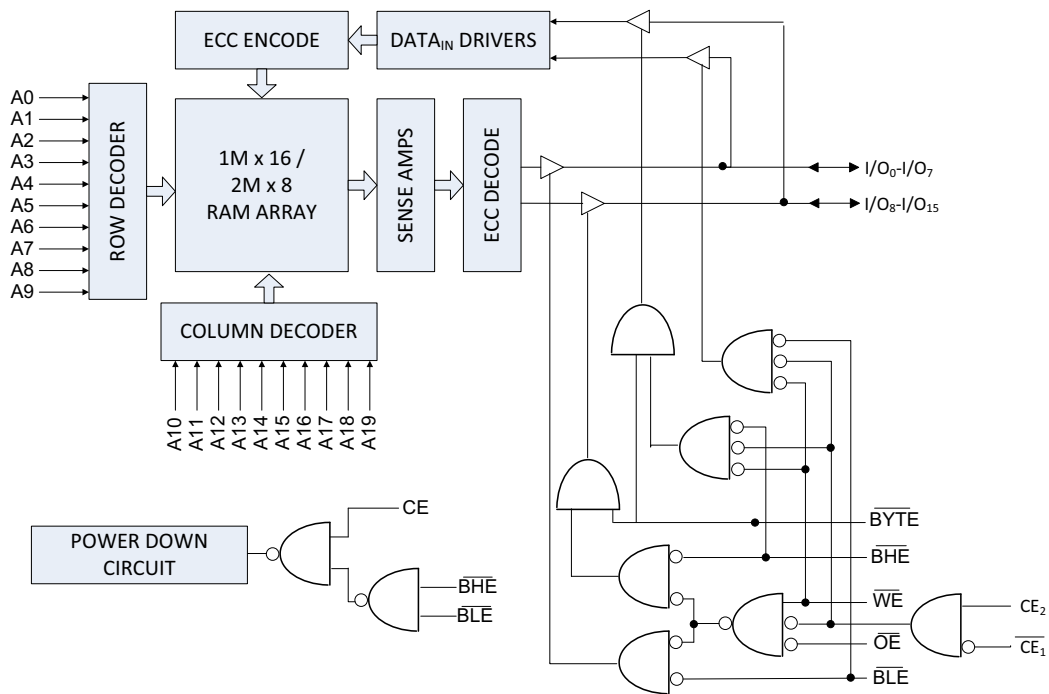 ECC ENCODE
DATAIN DRIVERS
A0
A1
A2
A3
A4
A5
A6
A7
A8
A9
ROW DECODER
1M x 16 /
2M x 8
RAM ARRAY
SENSE AMPS
ECC DECODE
I/O0-I/O7
I/O8-I/O15
COLUMN DECODER
A10
A11
A12
A13
A14
A15
A16
A17
A18
A19
CE
POWER DOWN
CIRCUIT
BHE
BLE
BYTE
BHE
WE
OE
BLE
CE2
CE1